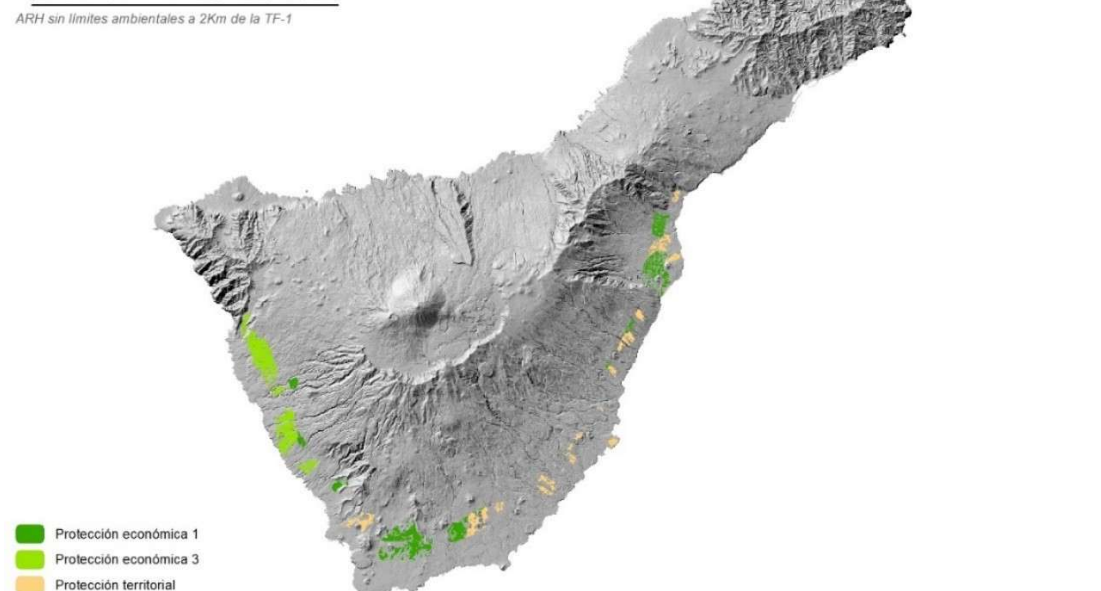 ARH sin límites ambientales a 2Km de la TF-1
Protección económica 1
Protección económica 3
Protección territorial